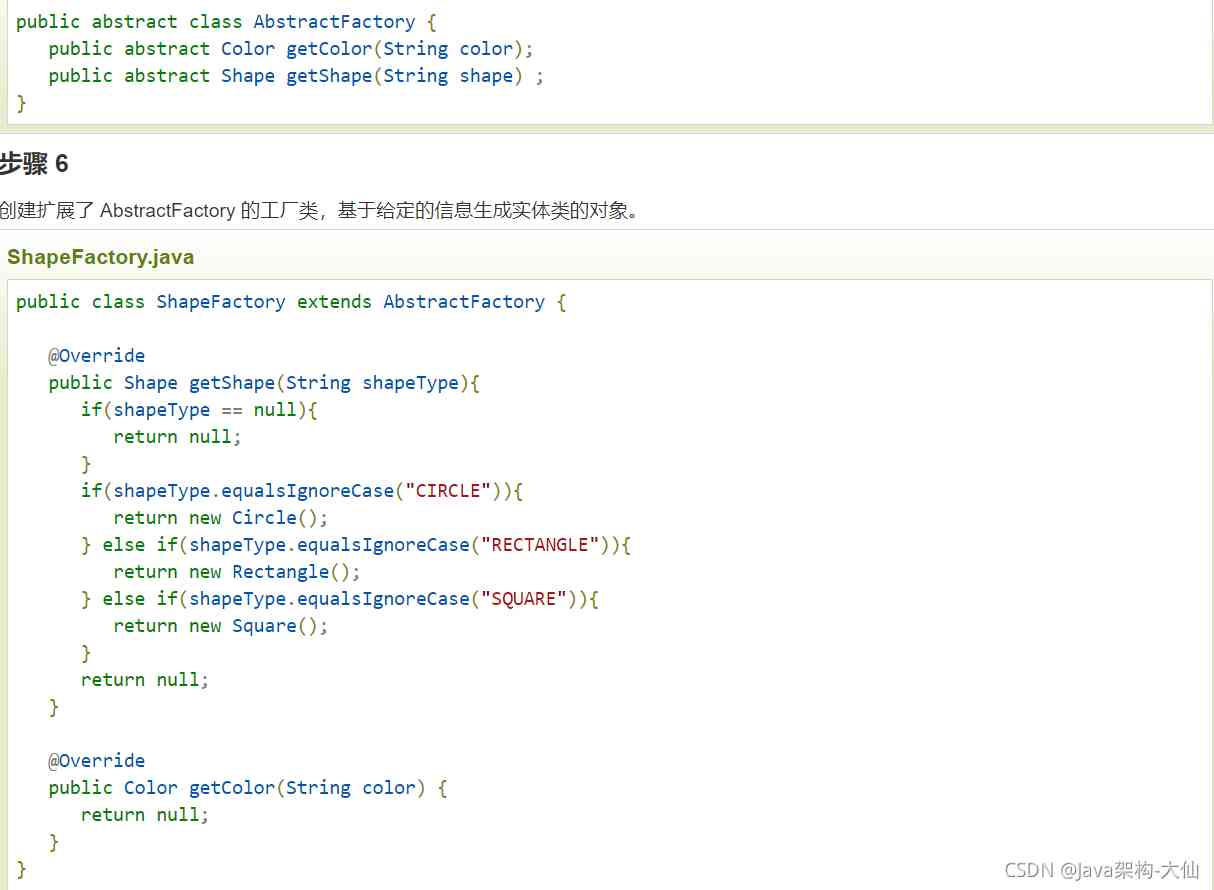 public abstract class AbstractFactory {
   public abstract Color getColor(String color);
   public abstract Shape getShape(String shape) ;
}
步骤 6
创建扩展了 AbstractFactory 的工厂类，基于给定的信息生成实体类的对象。
ShapeFactory.java
public class ShapeFactory extends AbstractFactory {
   @Override
   public Shape getShape(String shapeType){
      if(shapeType == null){
         return null;
      }
      if(shapeType.equalsIgnoreCase("CIRCLE")){
         return new Circle();
      } else if(shapeType.equalsIgnoreCase("RECTANGLE")){
         return new Rectangle();
      } else if(shapeType.equalsIgnoreCase("SQUARE")){
         return new Square();
      }
      return null;
   }
   @Override
   public Color getColor(String color) {
      return null;
   }
}
CSDN @Java架构-大仙